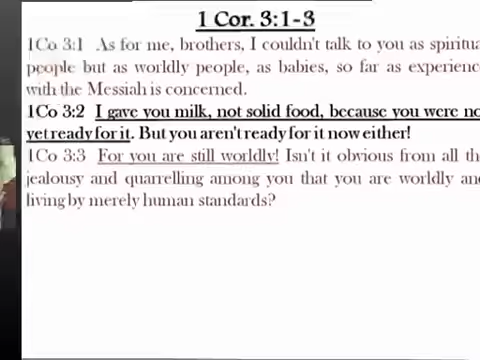 1 Cor. 3:1-3
1Co 3:1 As for me, brothers, I couldn't talk to you as
people but as worldly people, as babies, so far as
with the Messiah is concerned.
1Co 3:2 I gave you milk, not solid food, because you were
yet ready for it. But you aren't ready for it now either!
1Co 3:3 For you are still worldly! Isn't it obvious from all
jealousy and quarrelling among you that you are worldly
living by merely human standards?